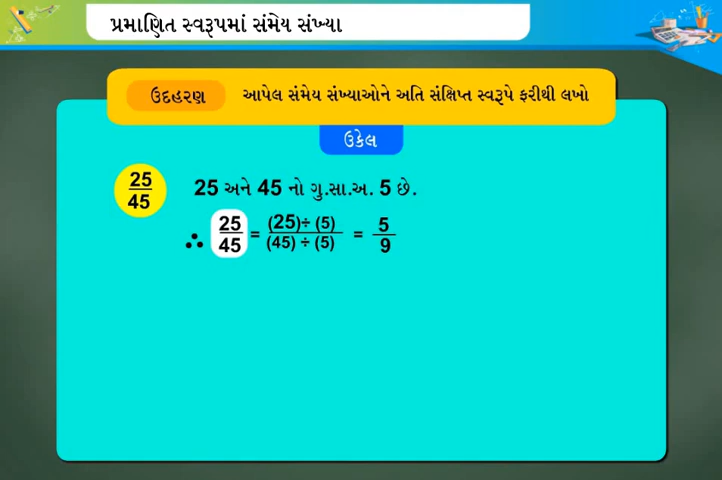 પ્રમાણિત સ્વરૂપમાં સંમેય સંખ્યા
ઉદહરણ આપેલ સંમેય સંખ્યાઓને અતિ સંક્ષિપ્ત સ્વરૂપે ફરીથી લખો
ઉકેલ
25/45 25 અને 45 નો ગુ.સા.અ. 5 છે.
∴ 25/45 = (25)÷ (5)/(45) ÷ (5) = 5/9